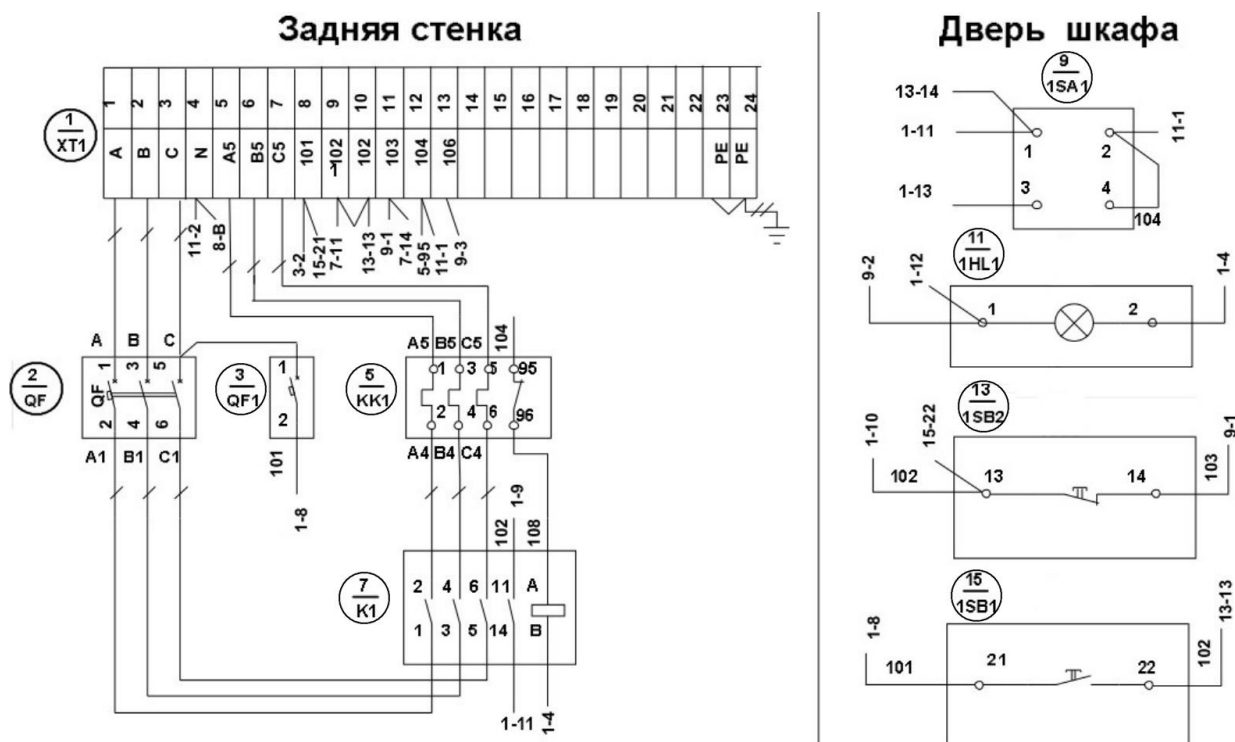 Задняя стенка
1 2 3 4 5 6 7 8 9 10 11 12 13 14 15 16 17 18 19 20 21 22 23 24
1
XT1
A B C N A5 B5 C5 101 102 102 103 104 106 PE PE
1
11-2 8-B 3-2 15-21 7-11 13-13 9-1 7-14 5-95 11-1 9-3
A B C
A5 B5 C5 104
2
QF
1 3 5
QF
2 4 6
A1 B1 C1
3
QF1
1
2
101
1-8
5
KK1
1 3 5 95
2 4 6 96
A4 B4 C4
1-9
102 108
7
K1
2 4 6 11 A
1 3 5 14 B
1-11 1-4
Дверь шкафа
9
1SA1
13-14
1-11
11-1
1 2
1-13
3 4
104
11
1HL1
9-2 1-12 1-4
1 2
13
1SB2
1-10 15-22 9-1
102 13 14 103
15
1SB1
1-8 13-13
101 21 22 102